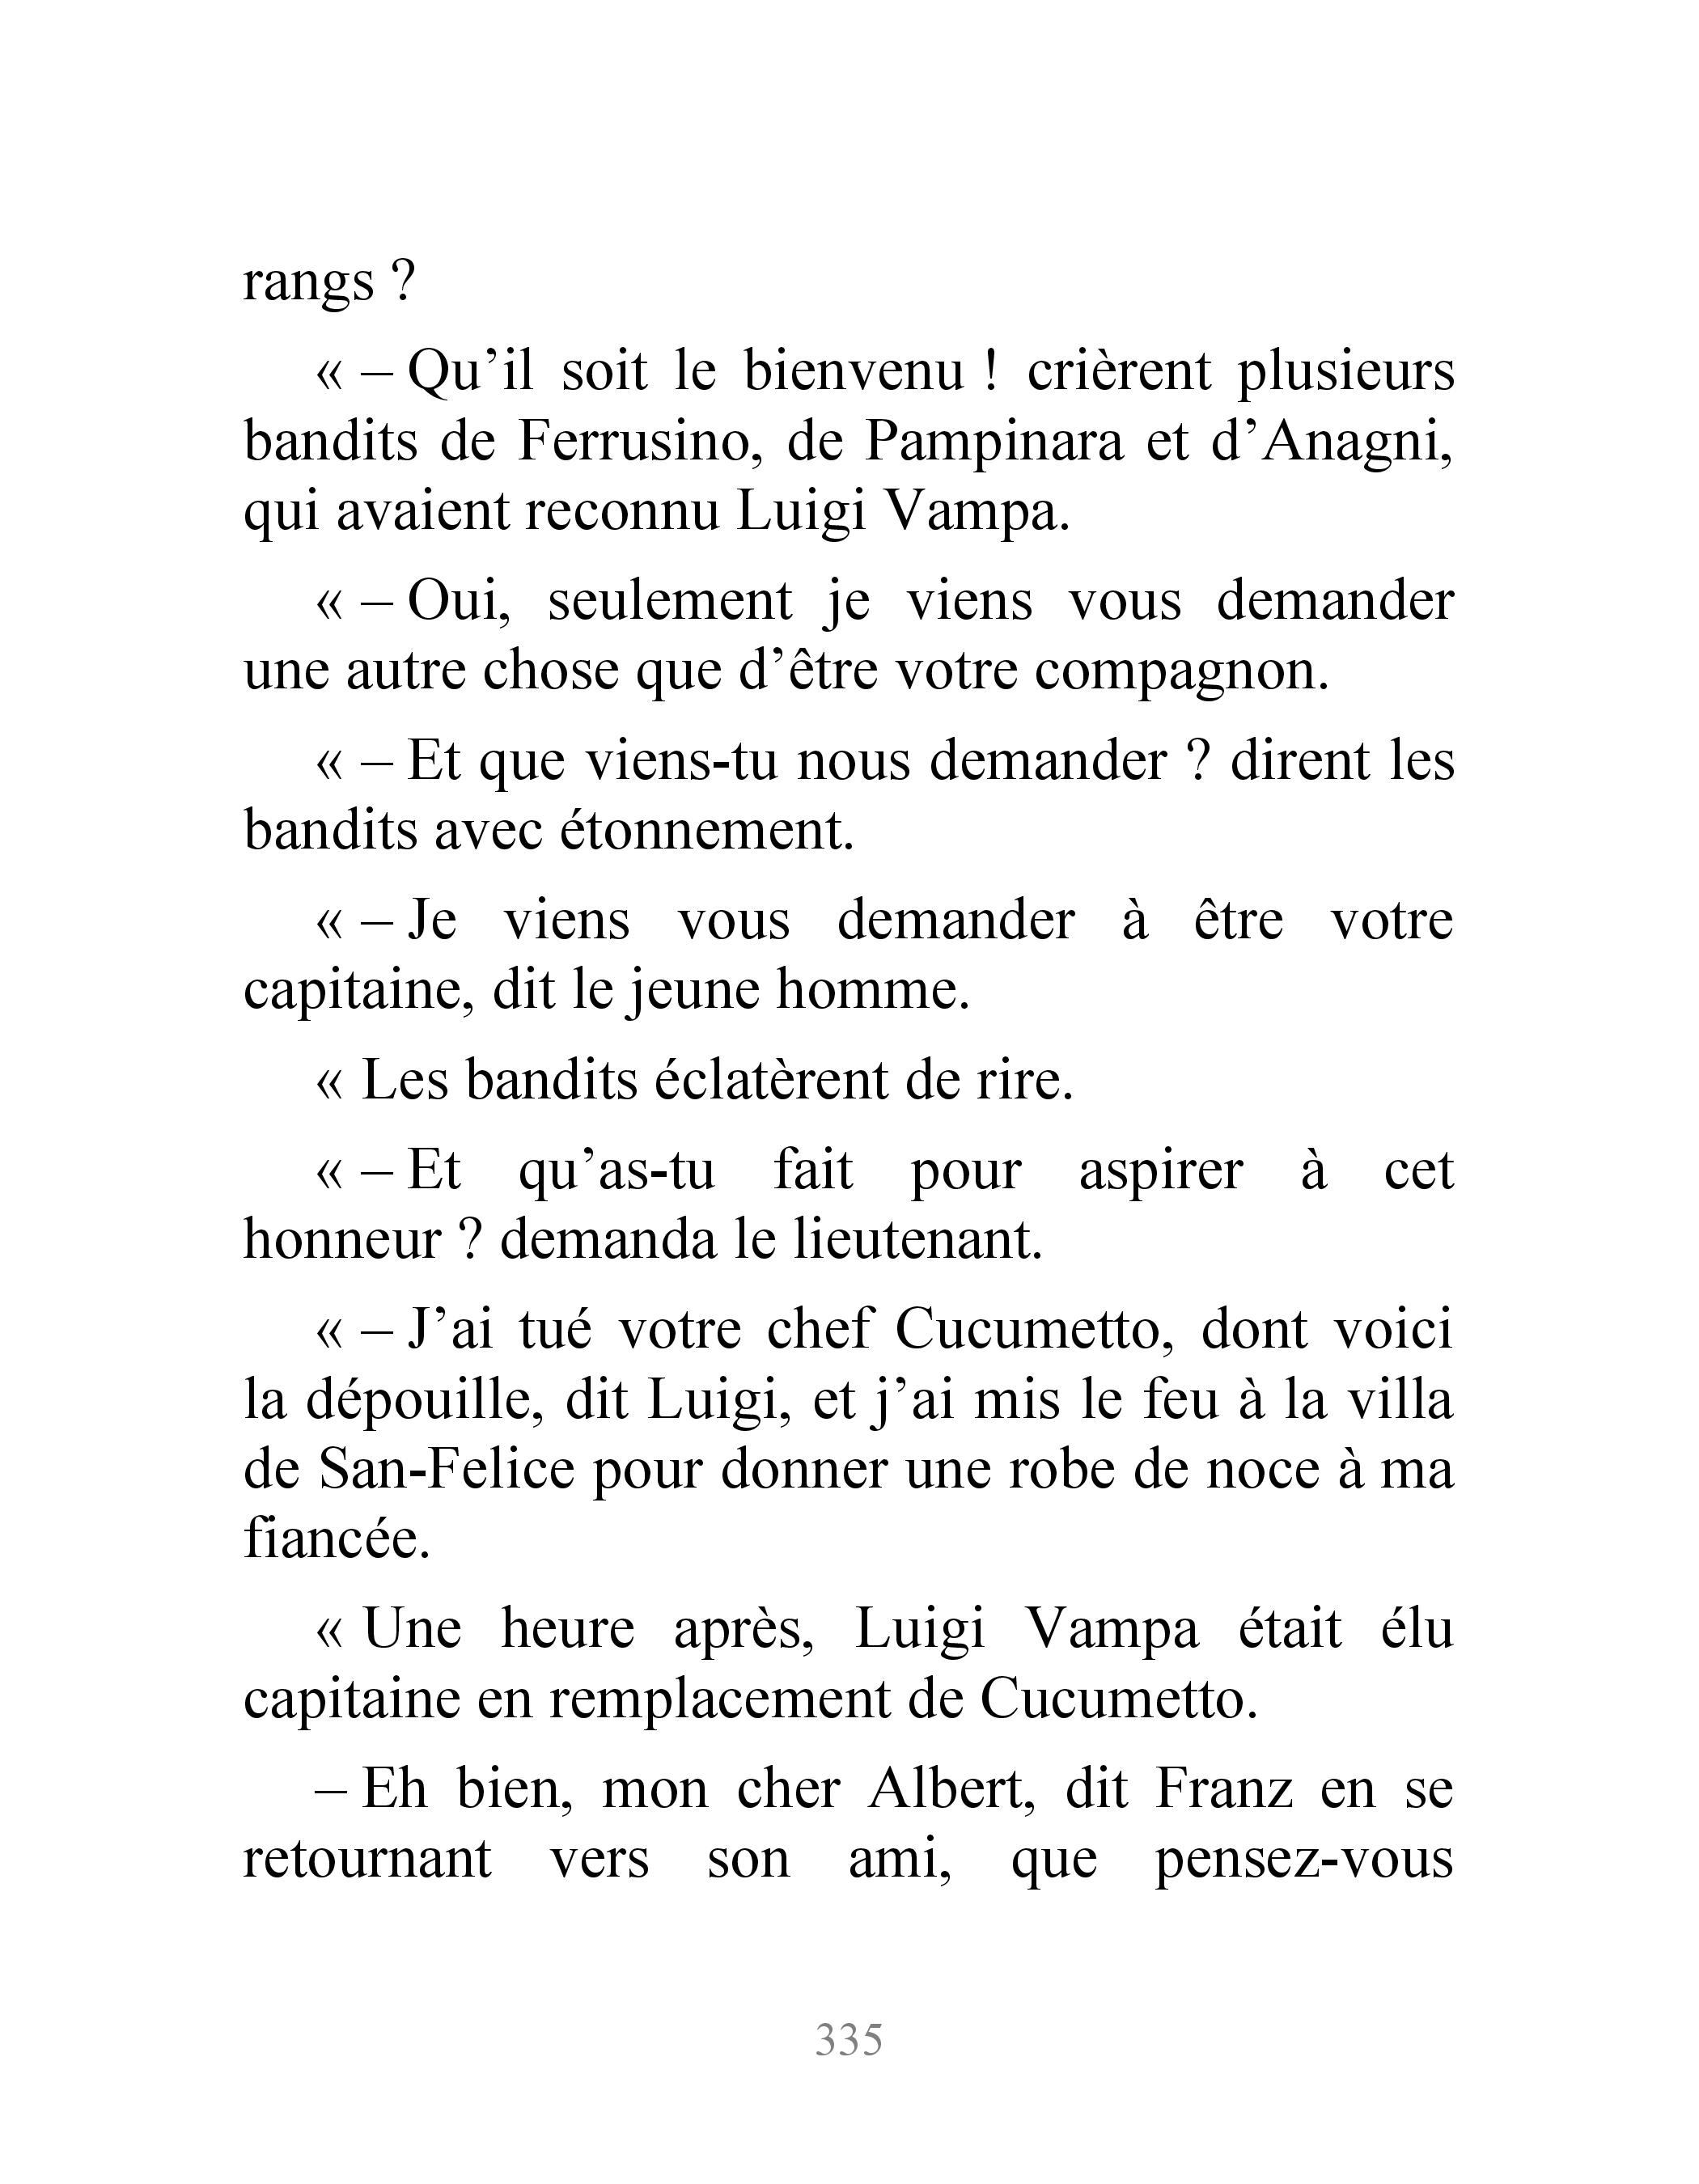 rangs ?
« – Qu’il soit le bienvenu ! crièrent plusieurs
bandits de Ferrusino, de Pampinara et d’Anagni,
qui avaient reconnu Luigi Vampa.
« – Oui, seulement je viens vous demander
une autre chose que d’être votre compagnon.
« – Et que viens-tu nous demander ? dirent les
bandits avec étonnement.
« – Je viens vous demander à être votre
capitaine, dit le jeune homme.
« Les bandits éclatèrent de rire.
« – Et qu’as-tu fait pour aspirer à cet
honneur ? demanda le lieutenant.
« – J’ai tué votre chef Cucumetto, dont voici
la dépouille, dit Luigi, et j’ai mis le feu à la villa
de San-Felice pour donner une robe de noce à ma
fiancée.
« Une heure après, Luigi Vampa était élu
capitaine en remplacement de Cucumetto.
– Eh bien, mon cher Albert, dit Franz en se
retournant vers son ami, que pensez-vous
335